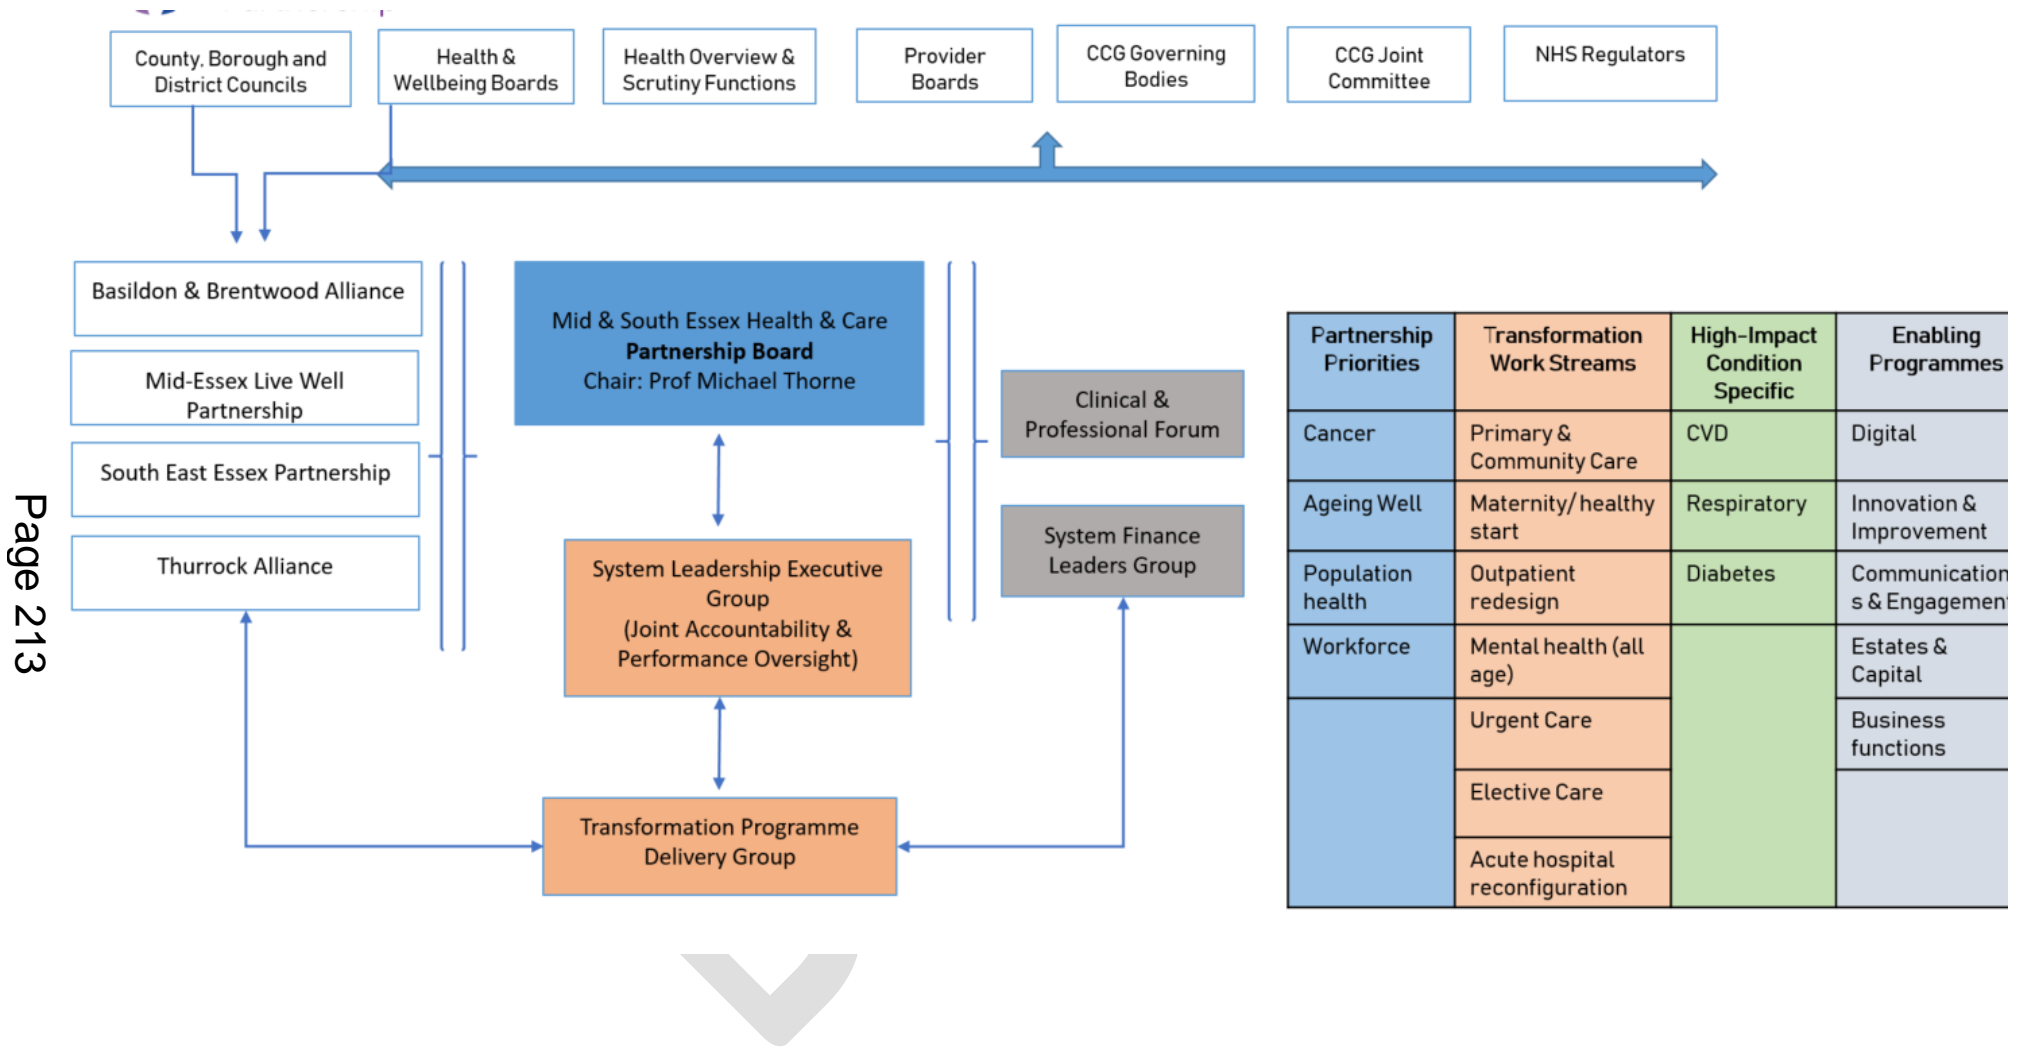 County, Borough and
District Councils
Health &
Wellbeing Boards
Health Overview &
Scrutiny Functions
Provider
Boards
CCG Governing
Bodies
CCG Joint
Committee
NHS Regulators
Basildon & Brentwood Alliance
Mid-Essex Live Well
Partnership
South East Essex Partnership
Thurrock Alliance
Mid & South Essex Health & Care
Partnership Board
Chair: Prof Michael Thorne
System Leadership Executive
Group
(Joint Accountability &
Performance Oversight)
Transformation Programme
Delivery Group
Clinical &
Professional Forum
System Finance
Leaders Group
Partnership
Priorities
Transformation
Work Streams
High-Impact
Condition
Specific
Enabling
Programmes
Cancer
Primary &
Community Care
CVD
Digital
Ageing Well
Maternity/ healthy
start
Respiratory
Innovation &
Improvement
Population
health
Outpatient
redesign
Diabetes
Communication
s & Engagement
Workforce
Mental health (all
age)
Estates &
Capital
Urgent Care
Business
functions
Elective Care
Acute hospital
reconfiguration
Page 213